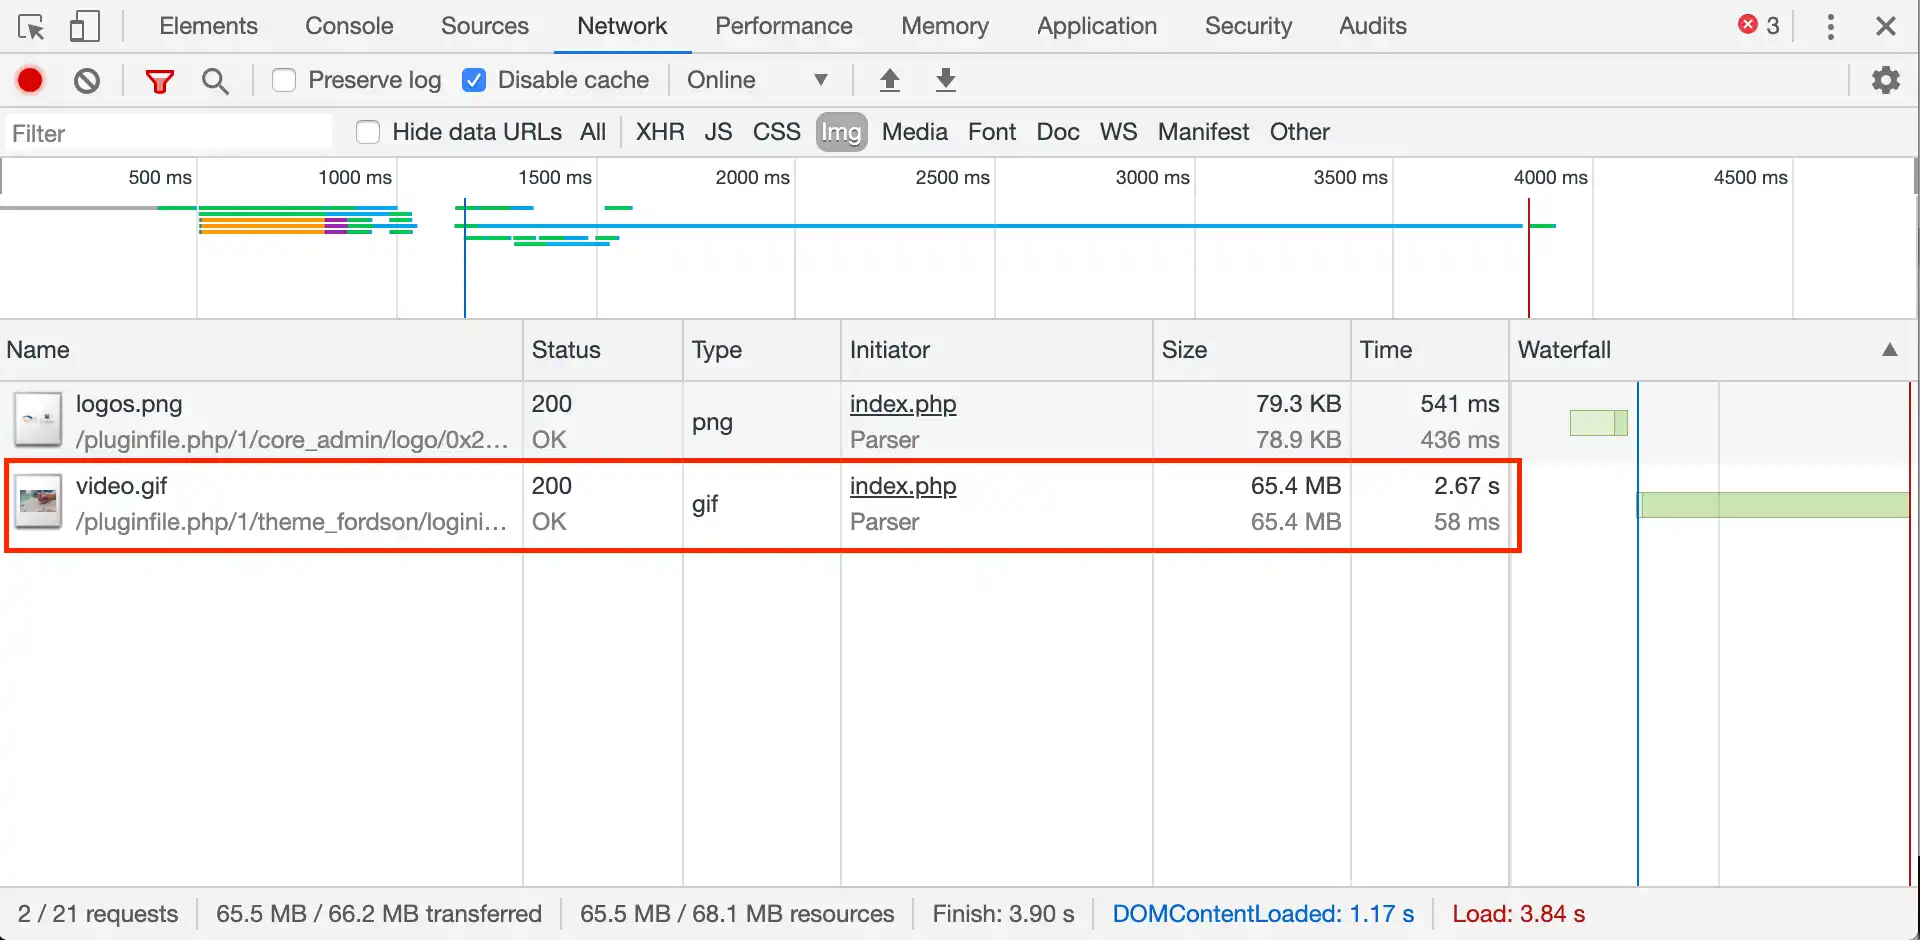 Elements Console Sources Network Performance Memory Application Security Audits 3
Preserve log Disable cache Online
Filter Hide data URLs All XHR JS CSS Img Media Font Doc WS Manifest Other
500 ms 1000 ms 1500 ms 2000 ms 2500 ms 3000 ms 3500 ms 4000 ms 4500 ms
Name Status Type Initiator Size Time Waterfall
logos.png 200 png index.php 79.3 KB 541 ms
/pluginfile.php/1/core_admin/logo/0x2... OK Parser 78.9 KB 436 ms
video.gif 200 gif index.php 65.4 MB 2.67 s
/pluginfile.php/1/theme_fordson/logini... OK Parser 65.4 MB 58 ms
2 / 21 requests 65.5 MB / 66.2 MB transferred 65.5 MB / 68.1 MB resources Finish: 3.90 s DOMContentLoaded: 1.17 s Load: 3.84 s